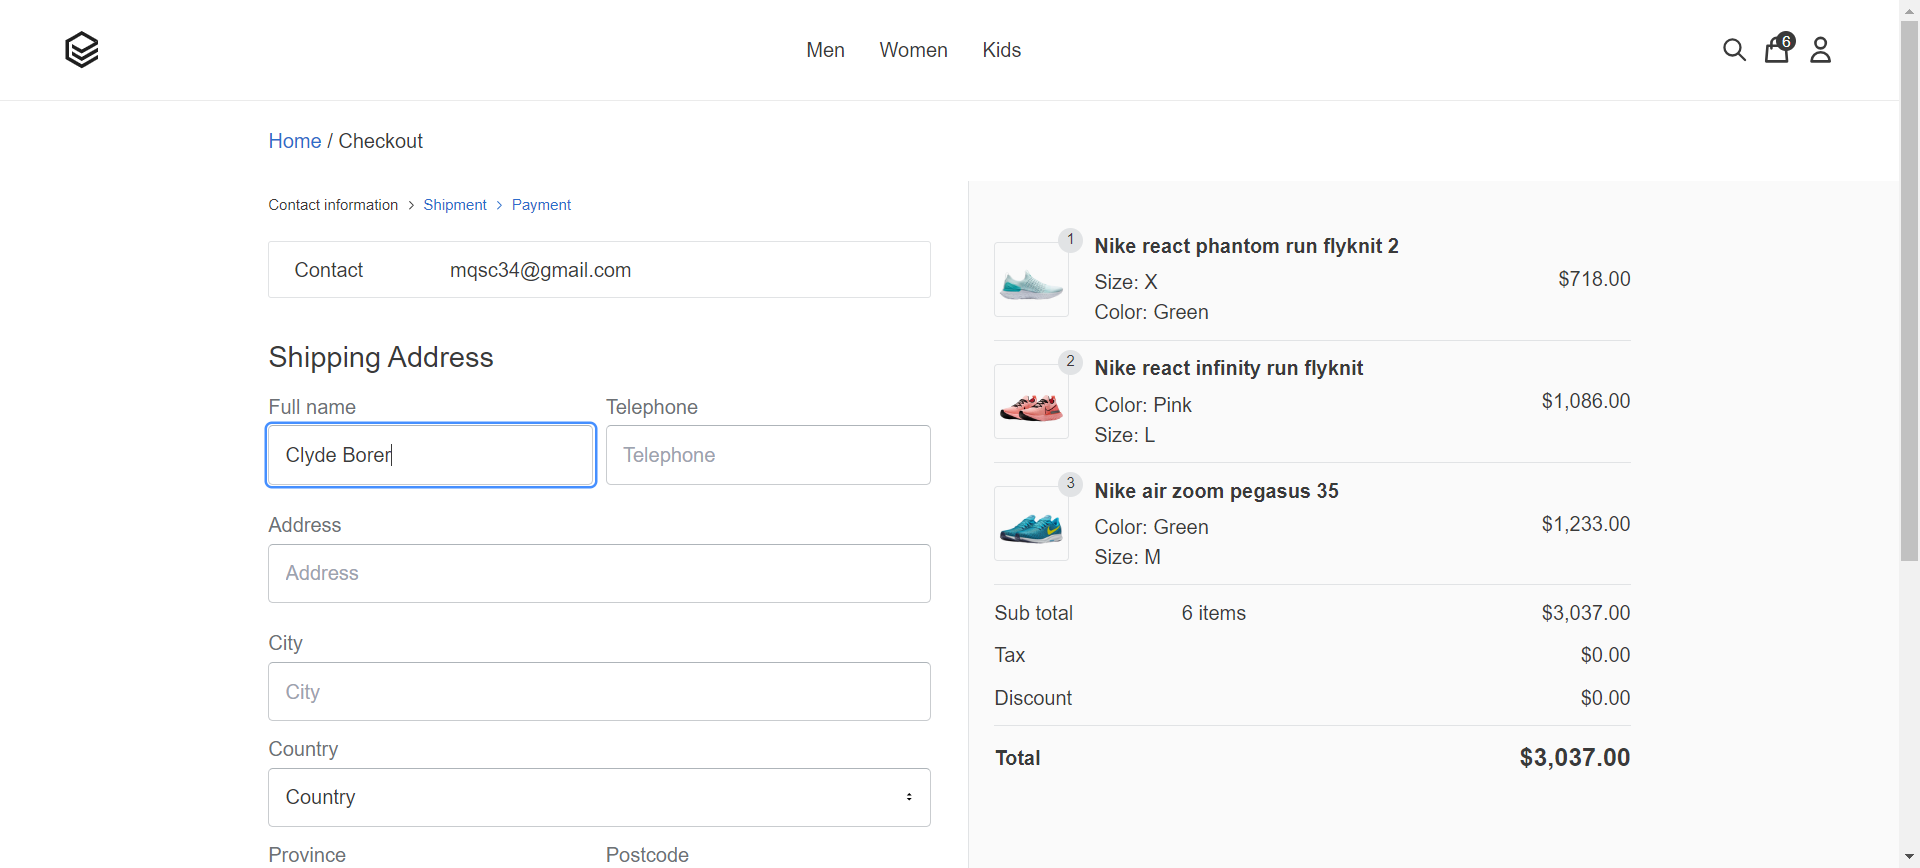 Men Women Kids
6
Home / Checkout
Contact information > Shipment > Payment
Contact mqsc34@gmail.com
Shipping Address
Full name Telephone
Clyde Borer Telephone
Address
Address
City
City
Country
Country
Province Postcode
1
Nike react phantom run flyknit 2
Size: X
Color: Green
$718.00
2
Nike react infinity run flyknit
Color: Pink
Size: L
$1,086.00
3
Nike air zoom pegasus 35
Color: Green
Size: M
$1,233.00
Sub total 6 items $3,037.00
Tax $0.00
Discount $0.00
Total $3,037.00